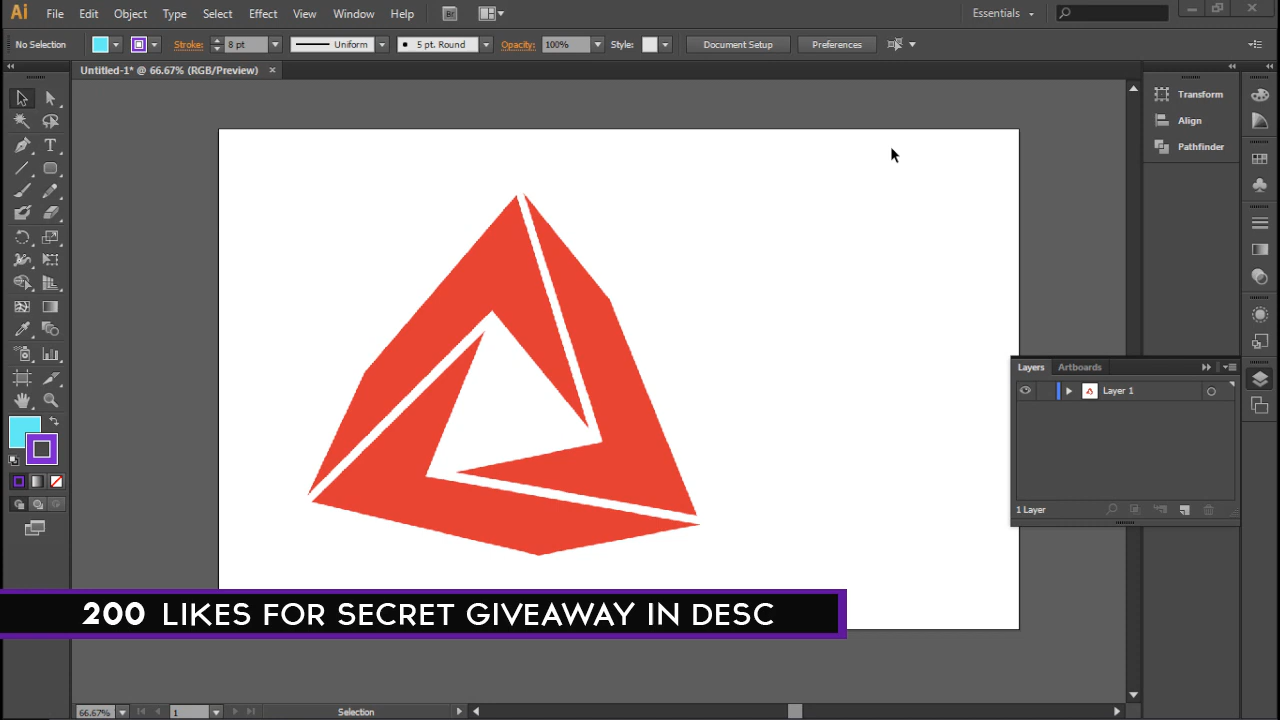 Ai File Edit Object Type Select Effect View Window Help Br Essentials
No Selection Stroke: 8 pt Uniform 5 pt. Round Opacity: 100% Style: Document Setup Preferences
Untitled-1* @ 66.67% (RGB/Preview) ×
Transform
Align
Pathfinder
T
Layers Artboards
Layer 1
1 Layer
200 LIKES FOR SECRET GIVEAWAY IN DESC
66.67% 1 Selection